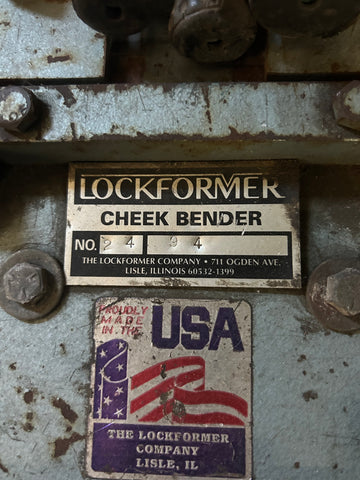 LOCKFORMER
CHEEK BENDER
NO. 24 94
THE LOCKFORMER COMPANY • 711 OGDEN AVE.
LISLE, ILLINOIS 60532-1399
PROUDLY
MADE
IN THE
USA
THE LOCKFORMER
COMPANY
LISLE, IL